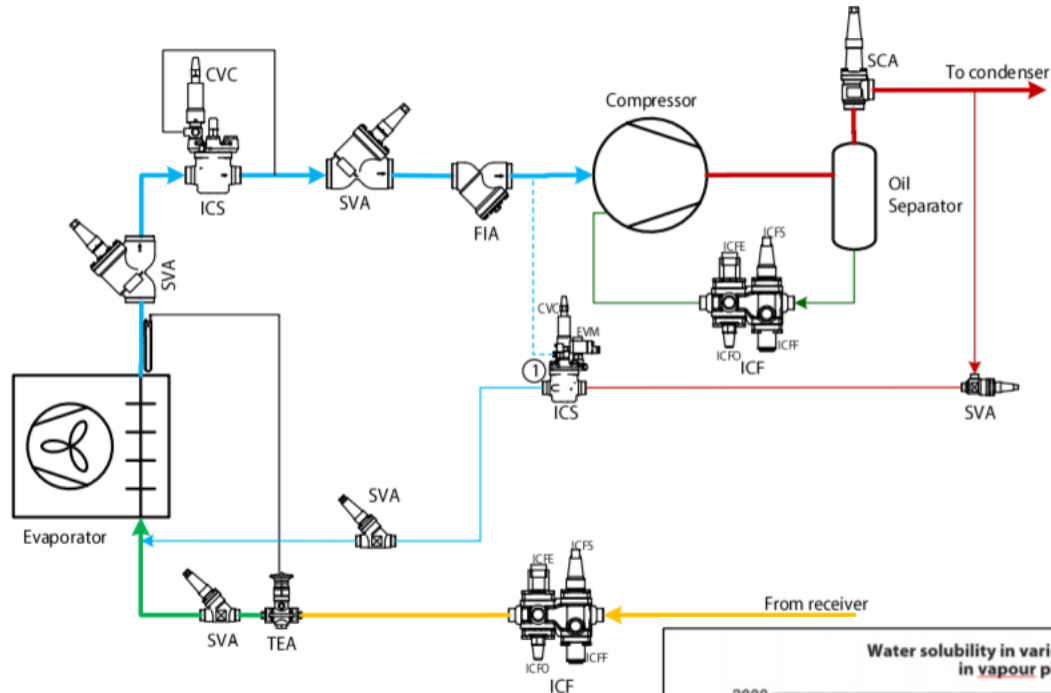 CVC
SCA
To condenser
Compressor
ICS
SVA
FIA
Oil
Separator
SVA
ICFE
ICFS
CVC
EVM
ICFO
ICFF
ICF
1
ICS
SVA
SVA
Evaporator
ICFE
ICFS
From receiver
SVA
TEA
ICFO
ICFF
ICF
Water solubility in vari
in vapour p